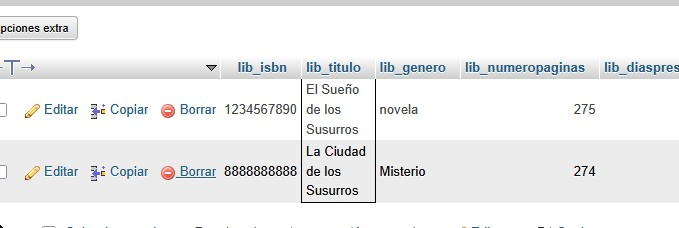 pciones extra
lib_isbn lib_titulo lib_genero lib_numeropaginas lib_diaspres
Editar Copiar Borrar 1234567890 El Sueño de los Susurros novela 275
Editar Copiar Borrar 8888888888 La Ciudad de los Susurros Misterio 274